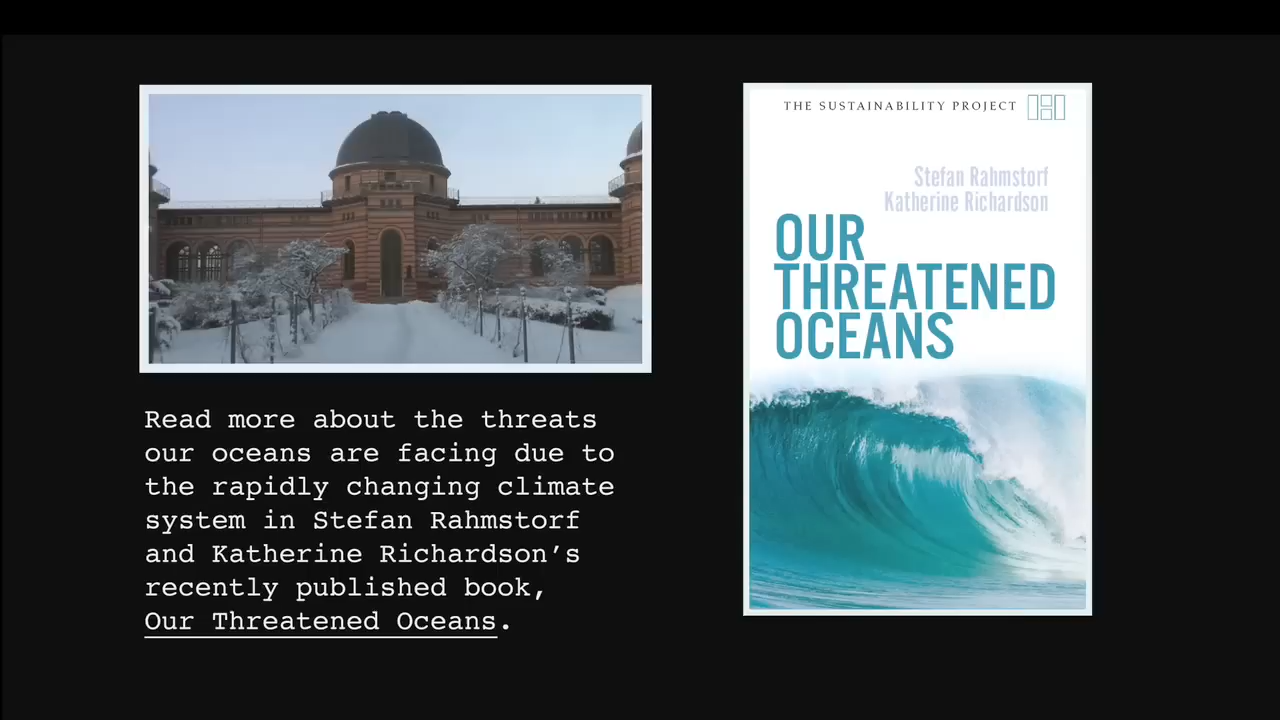 THE SUSTAINABILITY PROJECT
Stefan Rahmstorf
Katherine Richardson
OUR
THREATENED
OCEANS
Read more about the threats
our oceans are facing due to
the rapidly changing climate
system in Stefan Rahmstorf
and Katherine Richardson’s
recently published book,
Our Threatened Oceans.